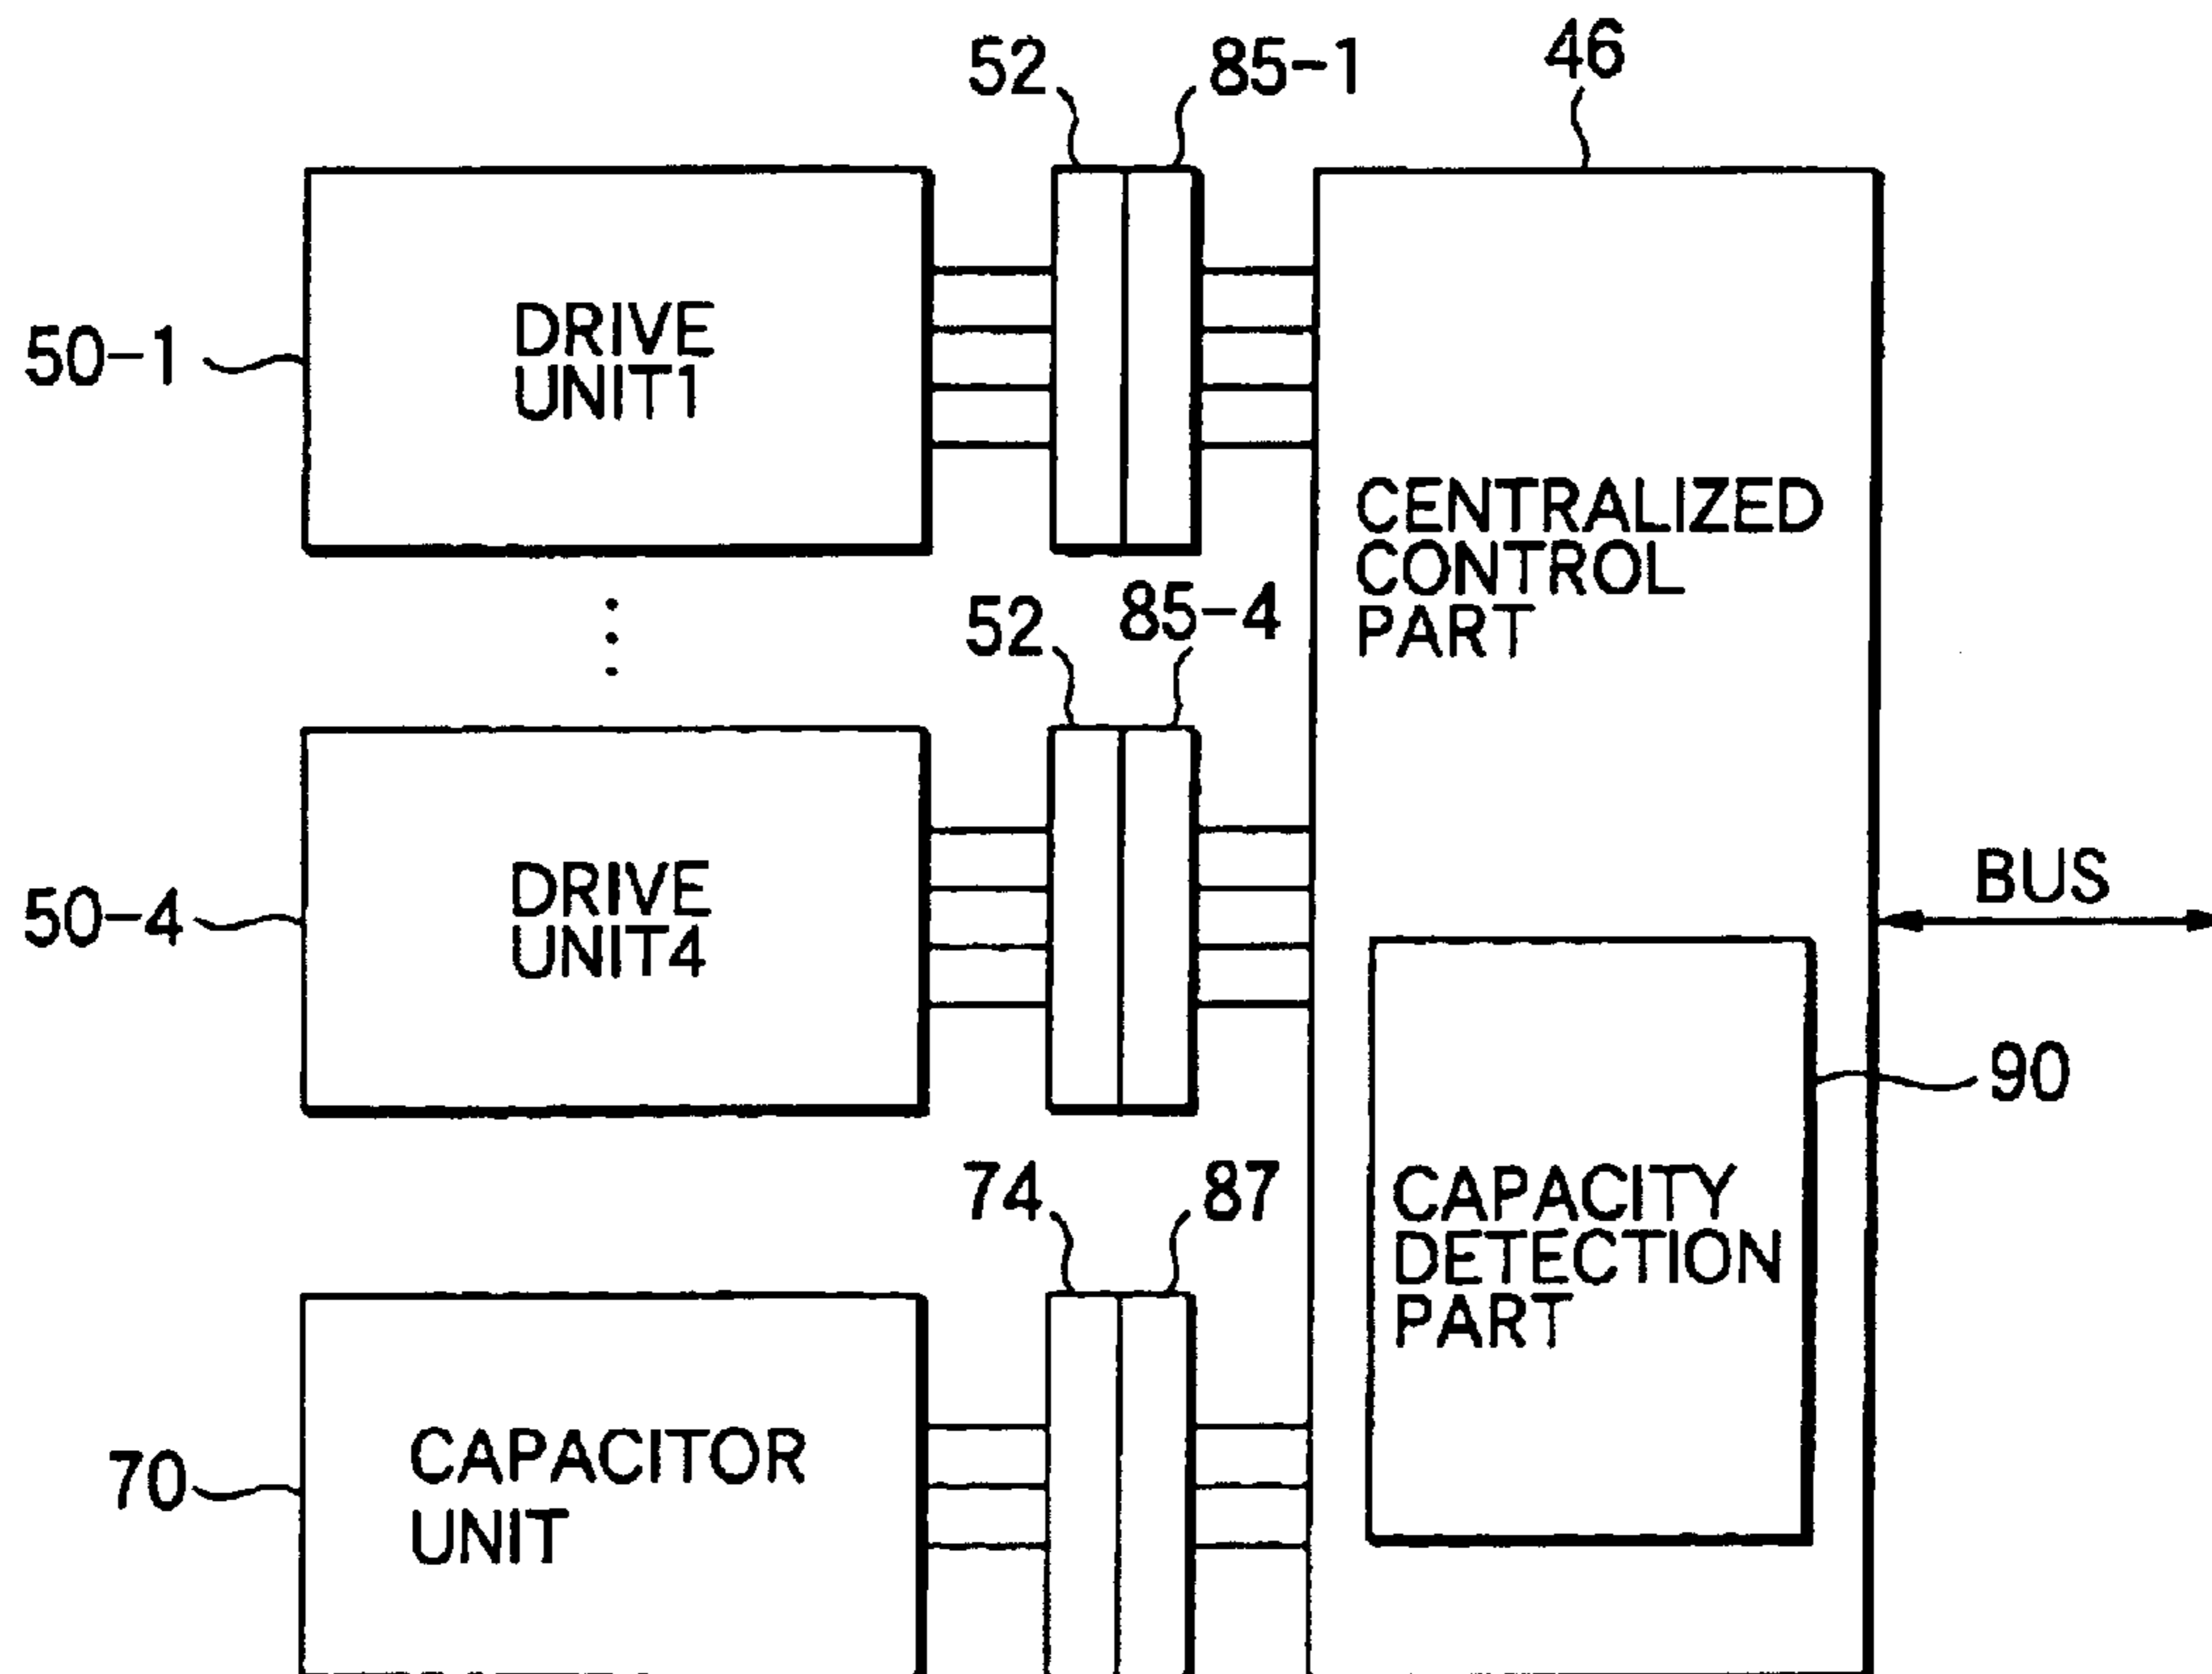 52
85-1
46
50-1
DRIVE
UNIT1
CENTRALIZED
CONTROL
PART
52
85-4
50-4
DRIVE
UNIT4
BUS
90
74
87
CAPACITY
DETECTION
PART
70
CAPACITOR
UNIT